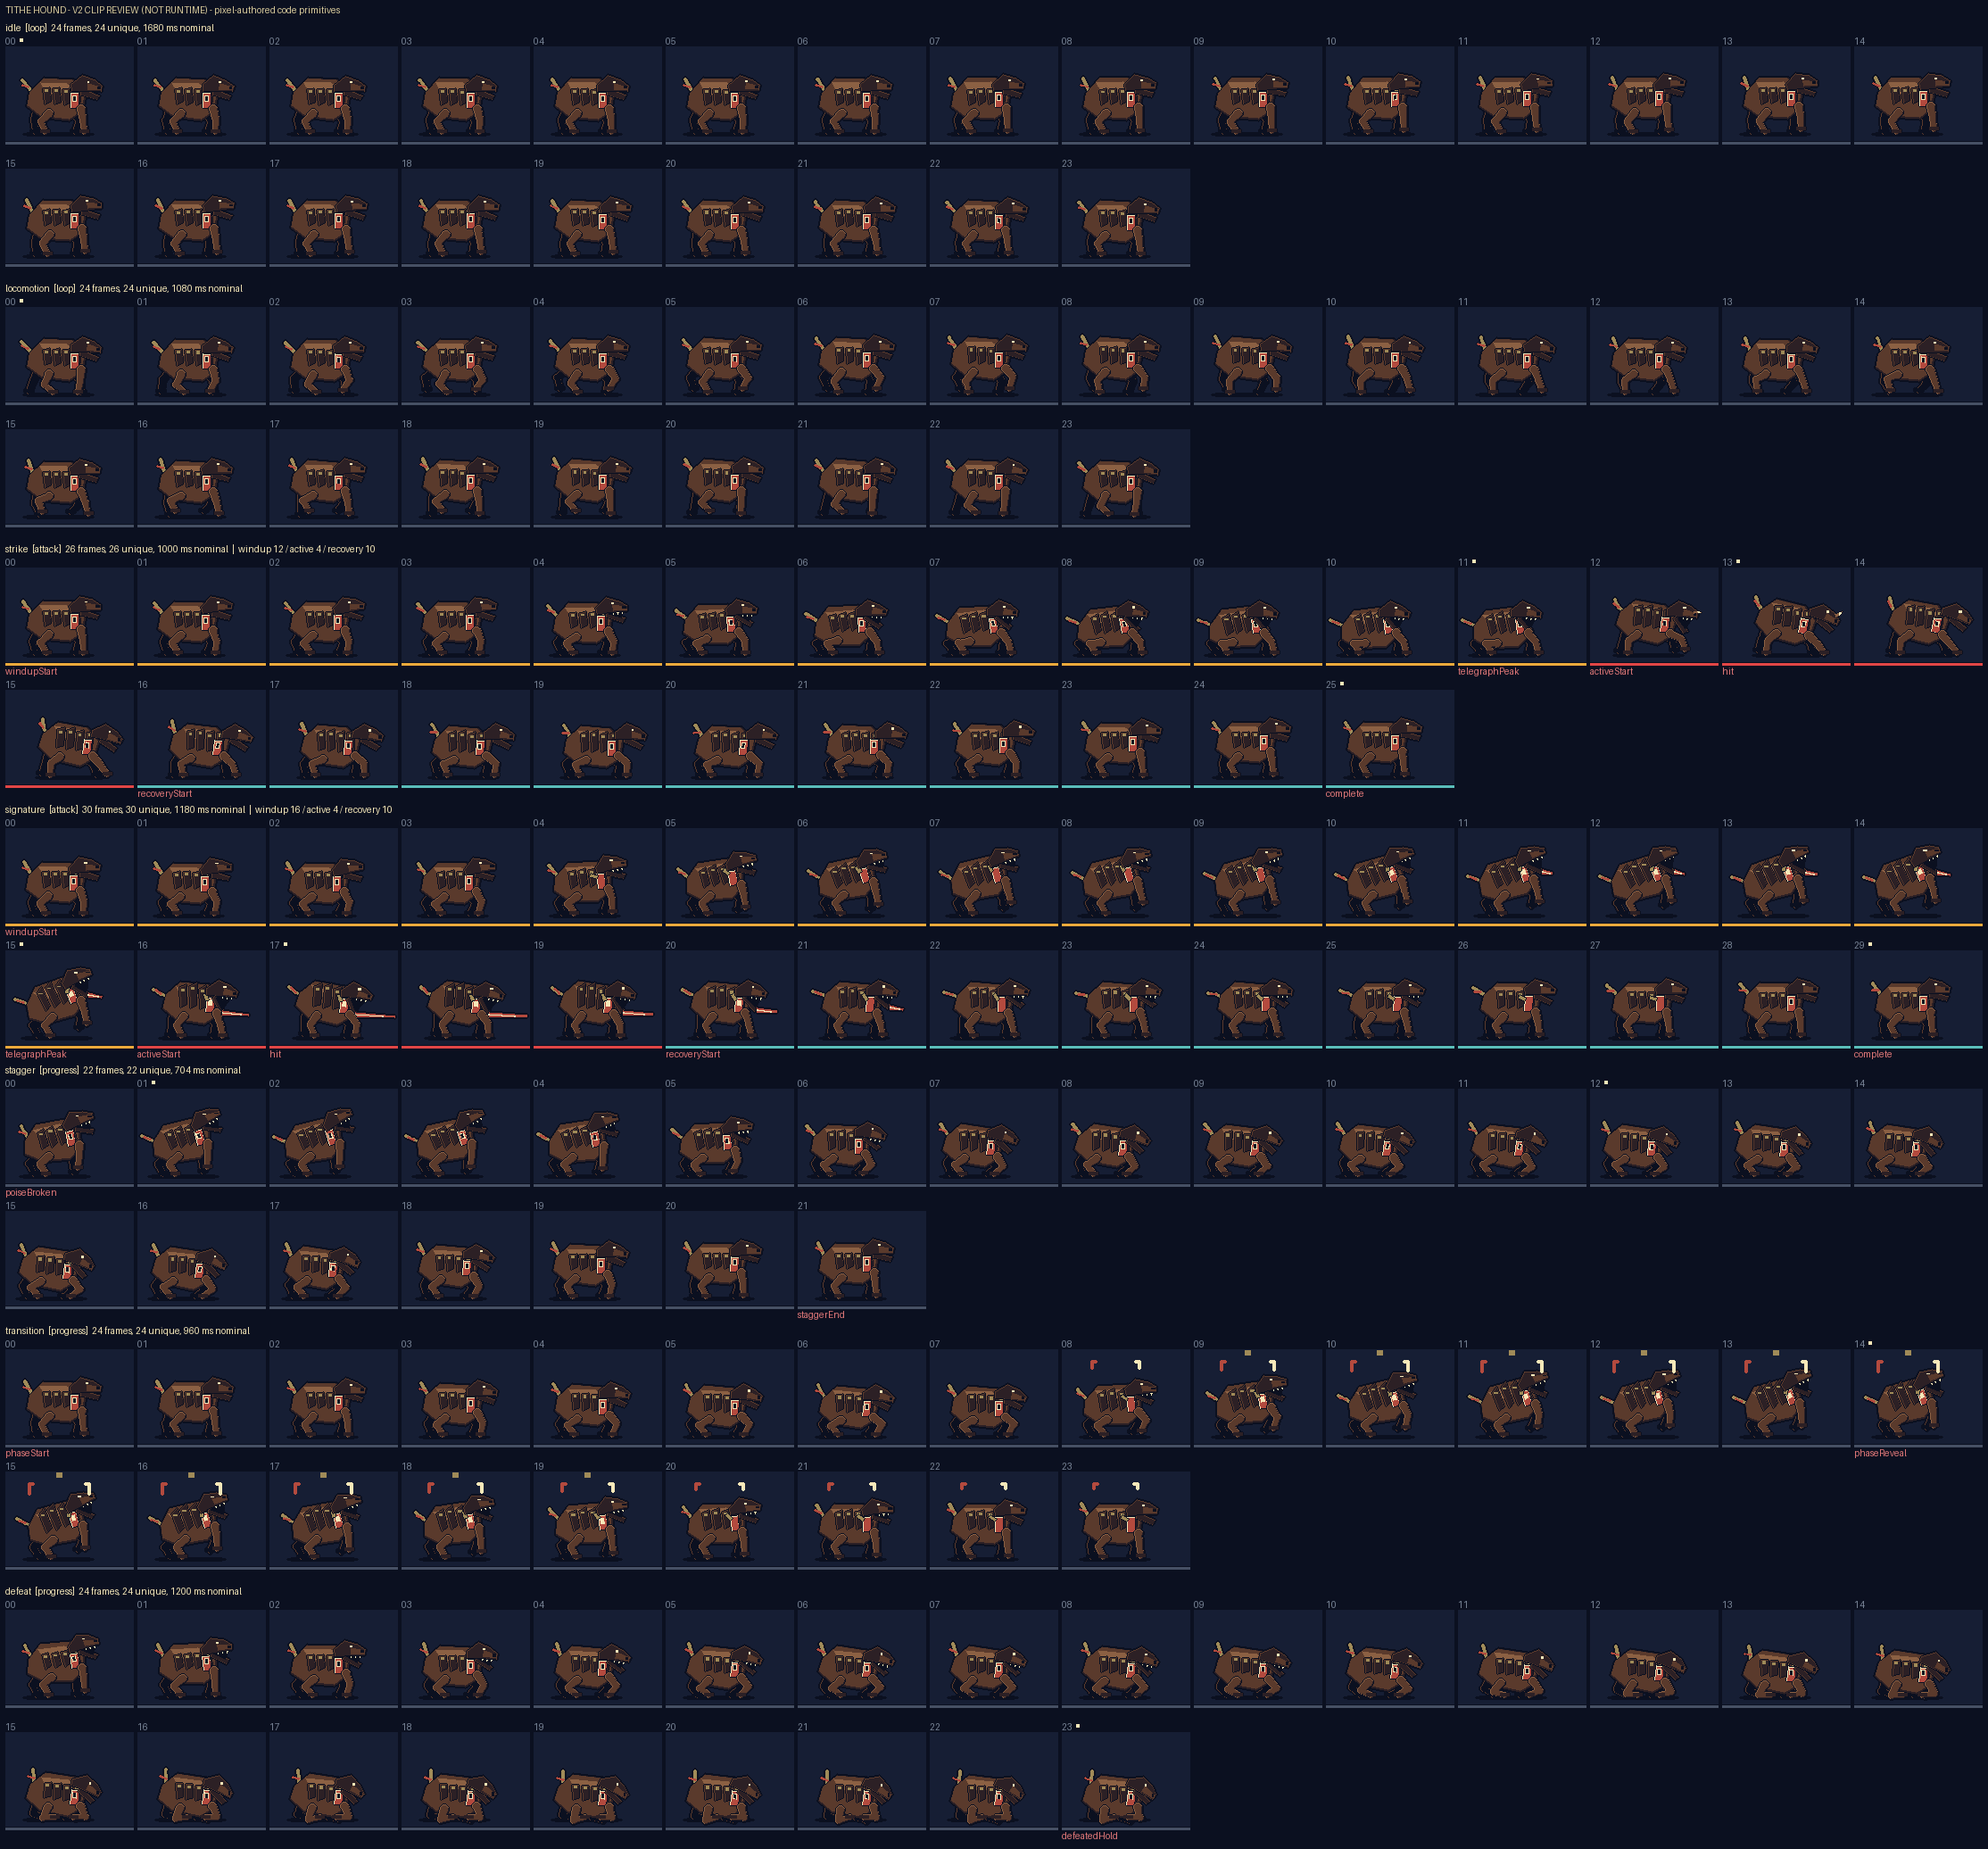 TITHE HOUND - V2 CLIP REVIEW (NOT RUNTIME) - pixel-authored code primitives
idle [loop] 24 frames, 24 unique, 1680 ms nominal
00 01 02 03 04 05 06 07 08 09 10 11 12 13 14
15 16 17 18 19 20 21 22 23
locomotion [loop] 24 frames, 24 unique, 1080 ms nominal
00 01 02 03 04 05 06 07 08 09 10 11 12 13 14
15 16 17 18 19 20 21 22 23
strike [attack] 26 frames, 26 unique, 1000 ms nominal | windup 12 / active 4 / recovery 10
00 01 02 03 04 05 06 07 08 09 10 11 12 13 14
windupStart telegraphPeak activeStart hit
15 16 17 18 19 20 21 22 23 24 25
recoveryStart complete
signature [attack] 30 frames, 30 unique, 1180 ms nominal | windup 16 / active 4 / recovery 10
00 01 02 03 04 05 06 07 08 09 10 11 12 13 14
windupStart
15 16 17 18 19 20 21 22 23 24 25 26 27 28 29
telegraphPeak activeStart hit recoveryStart complete
stagger [progress] 22 frames, 22 unique, 704 ms nominal
00 01 02 03 04 05 06 07 08 09 10 11 12 13 14
poiseBroken
15 16 17 18 19 20 21
staggerEnd
transition [progress] 24 frames, 24 unique, 960 ms nominal
00 01 02 03 04 05 06 07 08 09 10 11 12 13 14
phaseStart phaseReveal
15 16 17 18 19 20 21 22 23
defeat [progress] 24 frames, 24 unique, 1200 ms nominal
00 01 02 03 04 05 06 07 08 09 10 11 12 13 14
15 16 17 18 19 20 21 22 23
defeatedHold